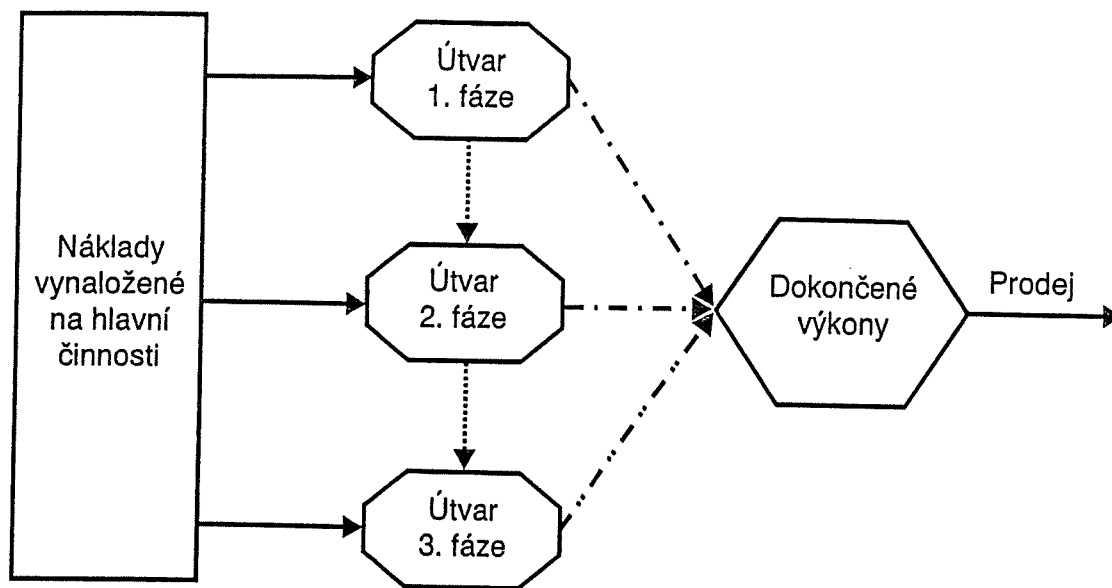 Útvar
1. fáze
Náklady
vynaložené
na hlavní
činnosti
Útvar
2. fáze
Dokončené
výkony
Prodej
Útvar
3. fáze